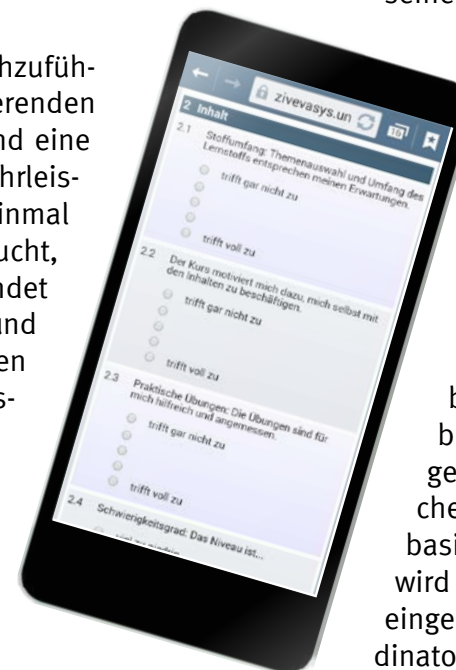 hzufüh-
erenden
nd eine
hrleis-
inmal
ucht,
ndet
und
en
s-
zivevasys.un
10
2 Inhalt
2.1 Stoffumfang: Themenauswahl und Umfang des
Lernstoffs entsprechen meinen Erwartungen.
trifft gar nicht zu
trifft voll zu
2.2 Der Kurs motiviert mich dazu, mich selbst mit
den Inhalten zu beschäftigen.
trifft gar nicht zu
trifft voll zu
2.3 Praktische Übungen: Die Übungen sind für
mich hilfreich und angemessen.
trifft gar nicht zu
trifft voll zu
2.4 Schwierigkeitsgrad: Das Niveau ist...
b
b
ge
che
basi
wird
einge
dinato